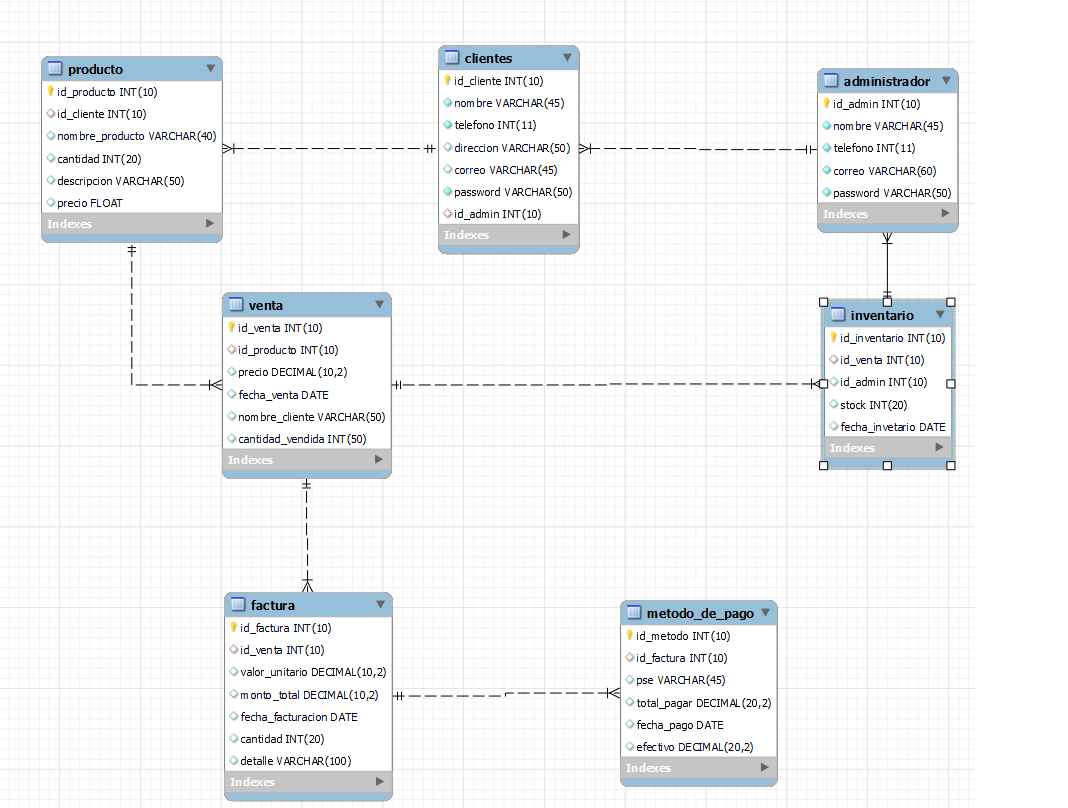 producto
id_producto INT(10)
id_cliente INT(10)
nombre_producto VARCHAR(40)
cantidad INT(20)
descripcion VARCHAR(50)
precio FLOAT
Indexes
clientes
id_cliente INT(10)
nombre VARCHAR(45)
telefono INT(11)
direccion VARCHAR(50)
correo VARCHAR(45)
password VARCHAR(50)
id_admin INT(10)
Indexes
administrador
id_admin INT(10)
nombre VARCHAR(45)
telefono INT(11)
correo VARCHAR(60)
password VARCHAR(50)
Indexes
venta
id_venta INT(10)
id_producto INT(10)
precio DECIMAL(10,2)
fecha_venta DATE
nombre_cliente VARCHAR(50)
cantidad_vendida INT(50)
Indexes
inventario
id_inventario INT(10)
id_venta INT(10)
id_admin INT(10)
stock INT(20)
fecha_invetario DATE
Indexes
factura
id_factura INT(10)
id_venta INT(10)
valor_unitario DECIMAL(10,2)
monto_total DECIMAL(10,2)
fecha_facturacion DATE
cantidad INT(20)
detalle VARCHAR(100)
Indexes
metodo_de_pago
id_metodo INT(10)
id_factura INT(10)
pse VARCHAR(45)
total_pagar DECIMAL(20,2)
fecha_pago DATE
efectivo DECIMAL(20,2)
Indexes